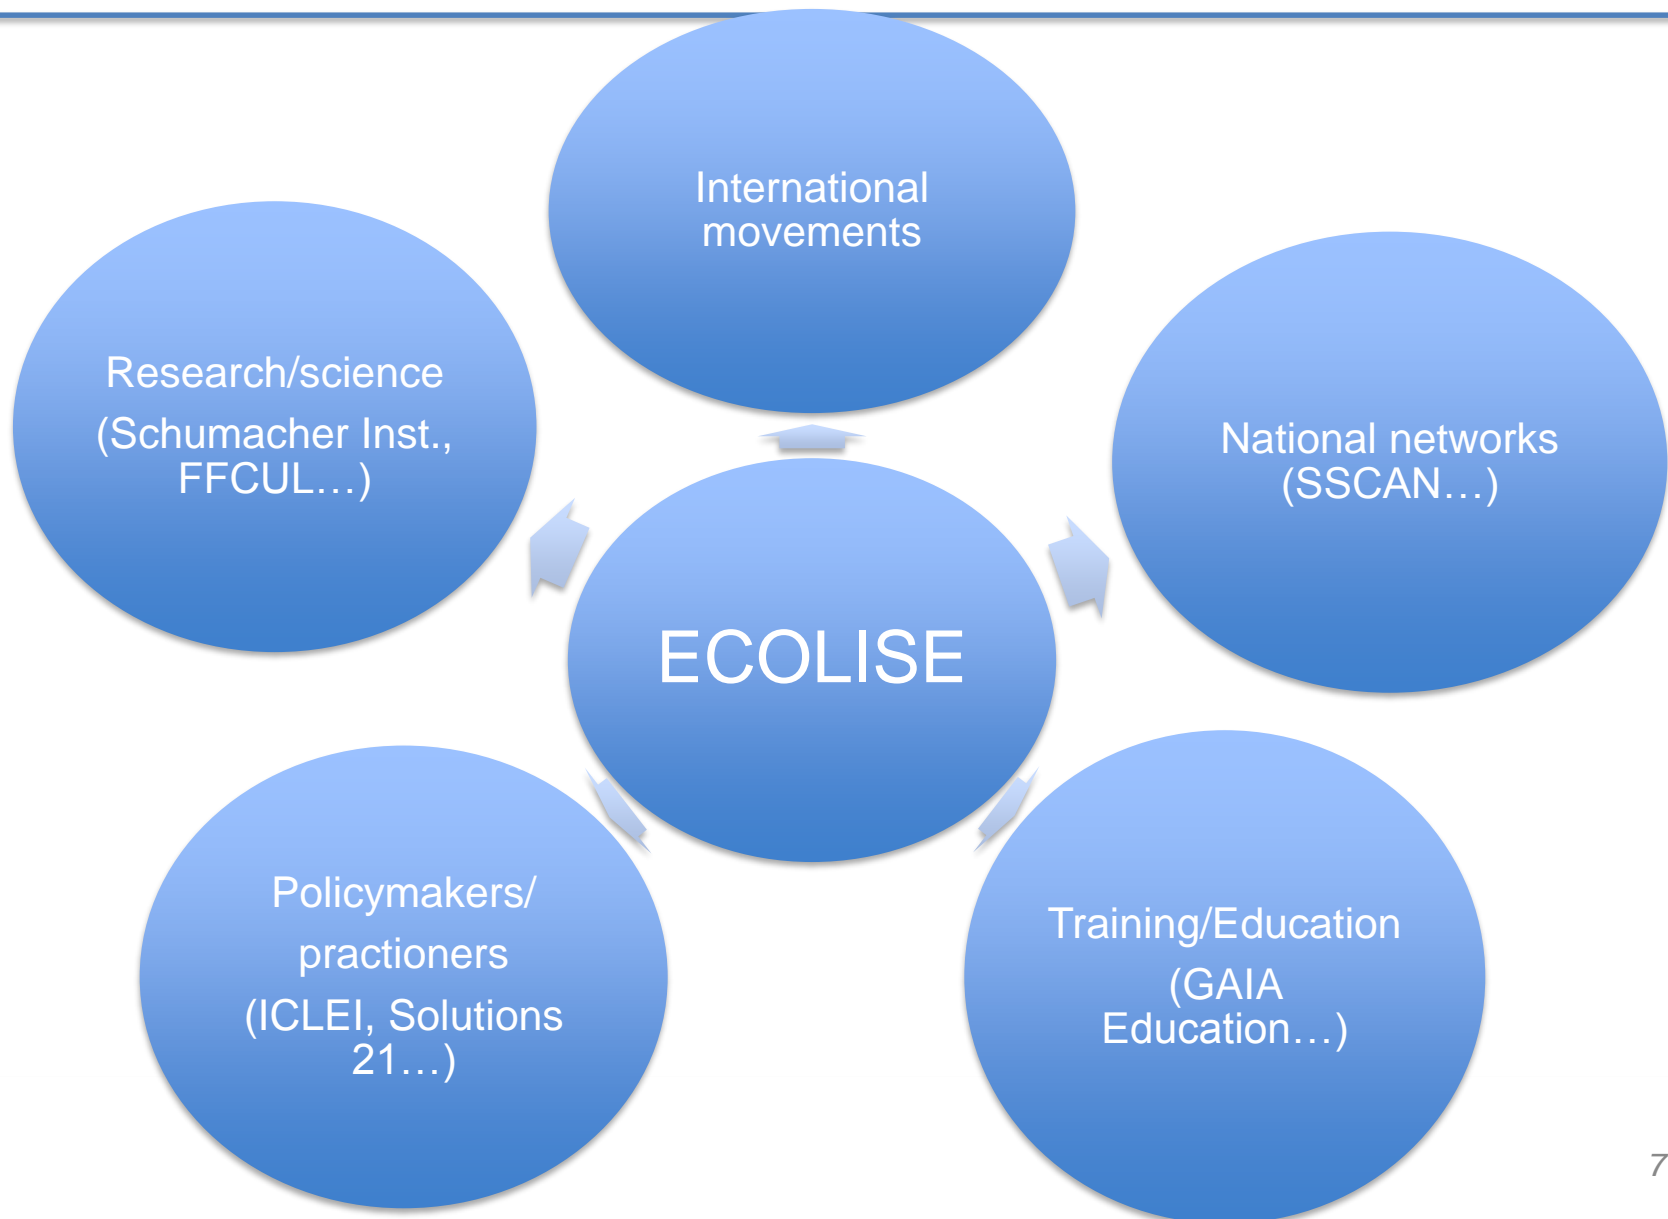 International
movements
Research/science
(Schumacher Inst.,
FFCUL…)
National networks
(SSCAN…)
ECOLISE
Policymakers/
practioners
(ICLEI, Solutions
21…)
Training/Education
(GAIA
Education…)
7